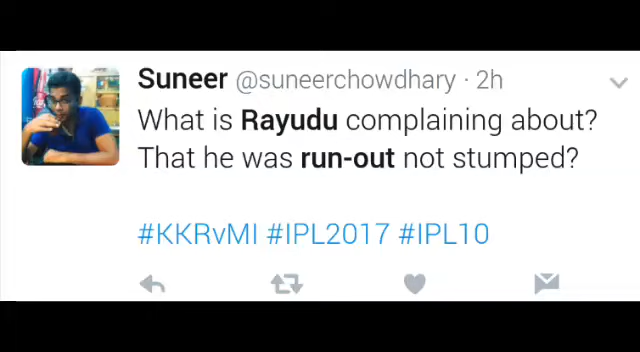 Suneer @suneerchowdhary · 2h
What is Rayudu complaining about?
That he was run-out not stumped?
#KKRvMI #IPL2017 #IPL10